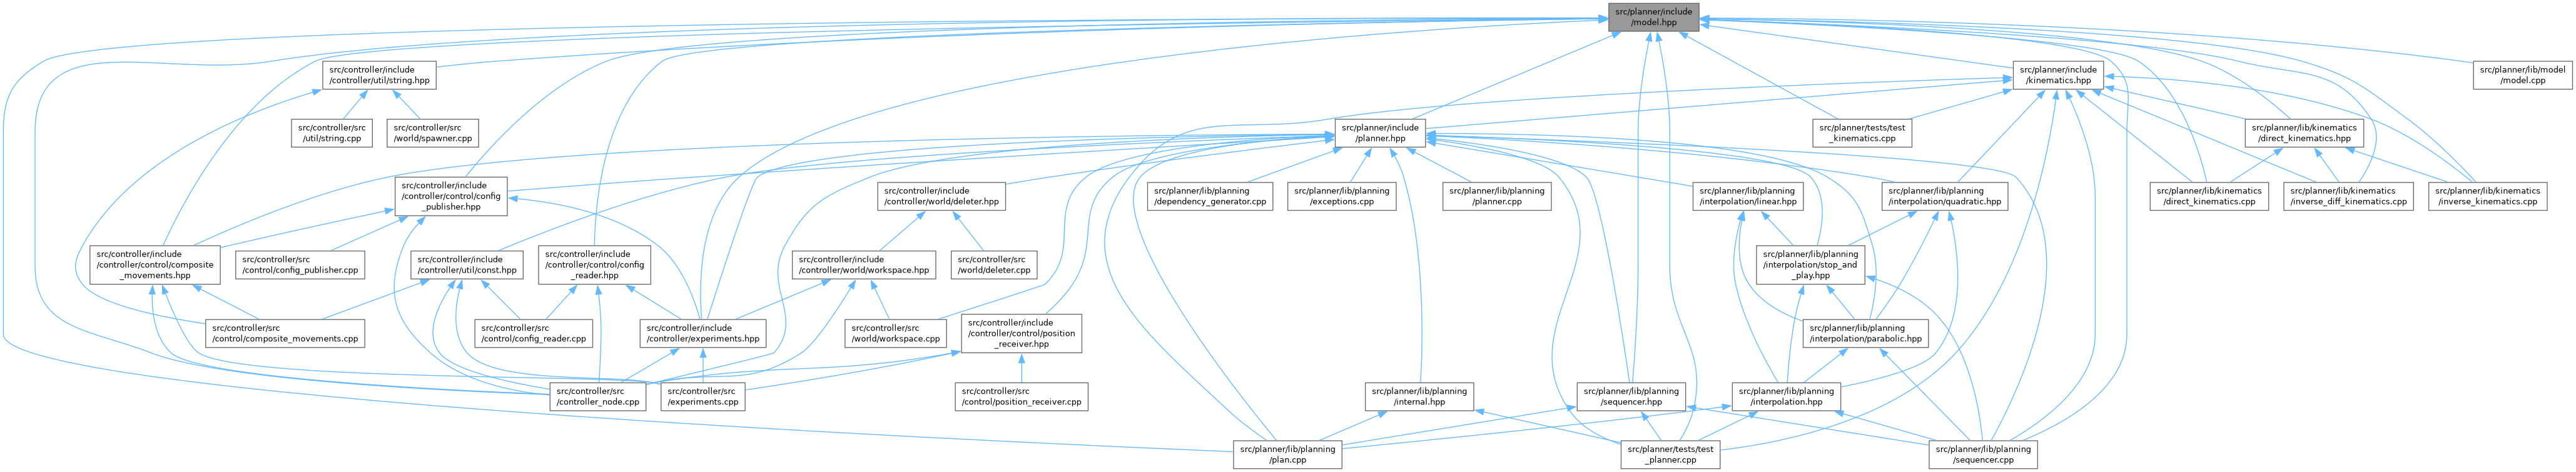 src/planner/include
/model.hpp
src/controller/include
/controller/util/string.hpp
src/planner/include
/kinematics.hpp
src/planner/lib/model
/model.cpp
src/controller/src
/util/string.cpp
src/controller/src
/world/spawner.cpp
src/planner/include
/planner.hpp
src/planner/tests/test
_kinematics.cpp
src/planner/lib/kinematics
/direct_kinematics.hpp
src/controller/include
/controller/control/config
_publisher.hpp
src/controller/include
/controller/world/deleter.hpp
src/planner/lib/planning
/dependency_generator.cpp
src/planner/lib/planning
/exceptions.cpp
src/planner/lib/planning
/planner.cpp
src/planner/lib/planning
/interpolation/linear.hpp
src/planner/lib/planning
/interpolation/quadratic.hpp
src/planner/lib/kinematics
/direct_kinematics.cpp
src/planner/lib/kinematics
/inverse_diff_kinematics.cpp
src/planner/lib/kinematics
/inverse_kinematics.cpp
src/controller/include
/controller/control/composite
_movements.hpp
src/controller/src
/control/config_publisher.cpp
src/controller/include
/controller/util/const.hpp
src/controller/include
/controller/control/config
_reader.hpp
src/controller/include
/controller/world/workspace.hpp
src/controller/src
/world/deleter.cpp
src/planner/lib/planning
/interpolation/stop_and
_play.hpp
src/controller/src
/control/composite_movements.cpp
src/controller/src
/control/config_reader.cpp
src/controller/include
/controller/experiments.hpp
src/controller/src
/world/workspace.cpp
src/controller/include
/controller/control/position
_receiver.hpp
src/planner/lib/planning
/interpolation/parabolic.hpp
src/controller/src
/controller_node.cpp
src/controller/src
/experiments.cpp
src/controller/src
/control/position_receiver.cpp
src/planner/lib/planning
/internal.hpp
src/planner/lib/planning
/sequencer.hpp
src/planner/lib/planning
/interpolation.hpp
src/planner/lib/planning
/plan.cpp
src/planner/tests/test
_planner.cpp
src/planner/lib/planning
/sequencer.cpp